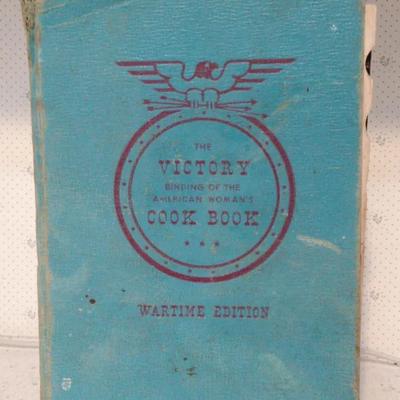 THE
VICTORY
BINDING OF THE
AMERICAN WOMAN'S
COOK BOOK
WARTIME EDITION